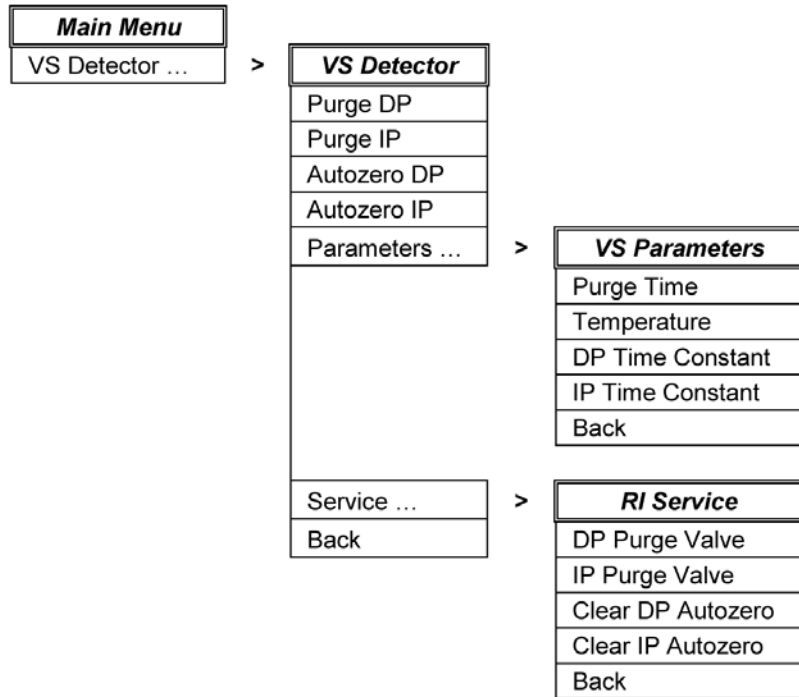 Main Menu
VS Detector …
>
VS Detector
Purge DP
Purge IP
Autozero DP
Autozero IP
Parameters …
>
VS Parameters
Purge Time
Temperature
DP Time Constant
IP Time Constant
Back
Service …
>
RI Service
Back
DP Purge Valve
IP Purge Valve
Clear DP Autozero
Clear IP Autozero
Back